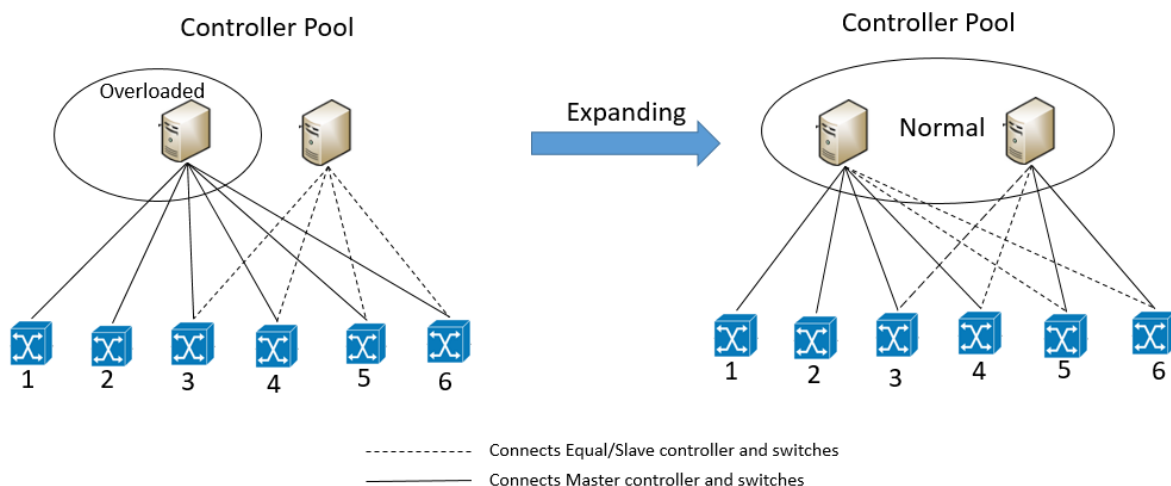 Controller Pool
Overloaded
1
2
3
4
5
6
Expanding
Controller Pool
Normal
1
2
3
4
5
6
Connects Equal/Slave controller and switches
Connects Master controller and switches